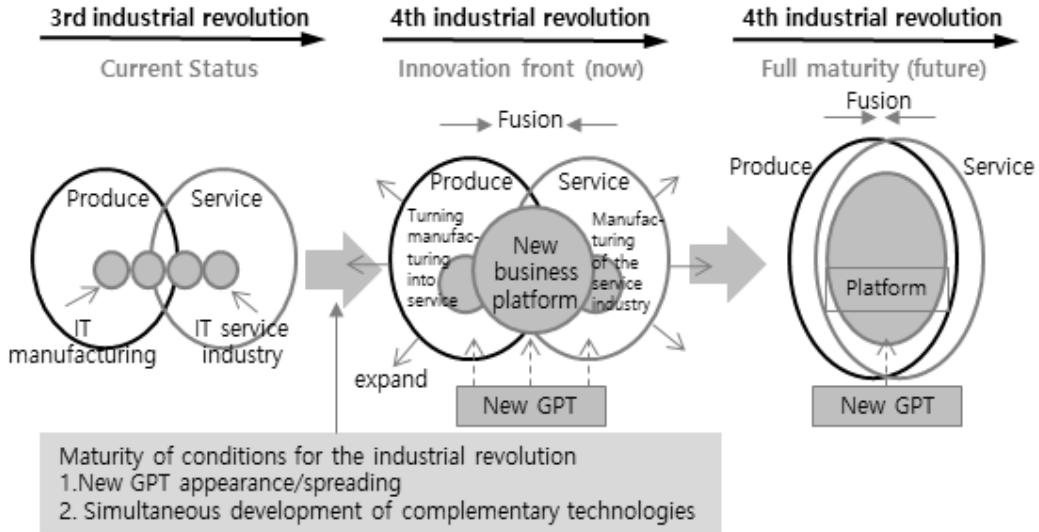 3rd industrial revolution
Current Status
Produce
Service
IT
manufacturing
IT service
industry
4th industrial revolution
Innovation front (now)
Fusion
Produce
Service
Turning
manufac-
turing
into
service
New
business
platform
Manufac-
turing
of the
service
industry
expand
New GPT
4th industrial revolution
Full maturity (future)
Fusion
Produce
Service
Platform
New GPT
Maturity of conditions for the industrial revolution
1.New GPT appearance/spreading
2. Simultaneous development of complementary technologies